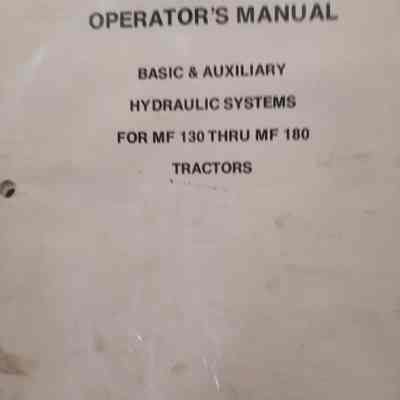 OPERATOR'S MANUAL
BASIC & AUXILIARY
HYDRAULIC SYSTEMS
FOR MF 130 THRU MF 180
TRACTORS